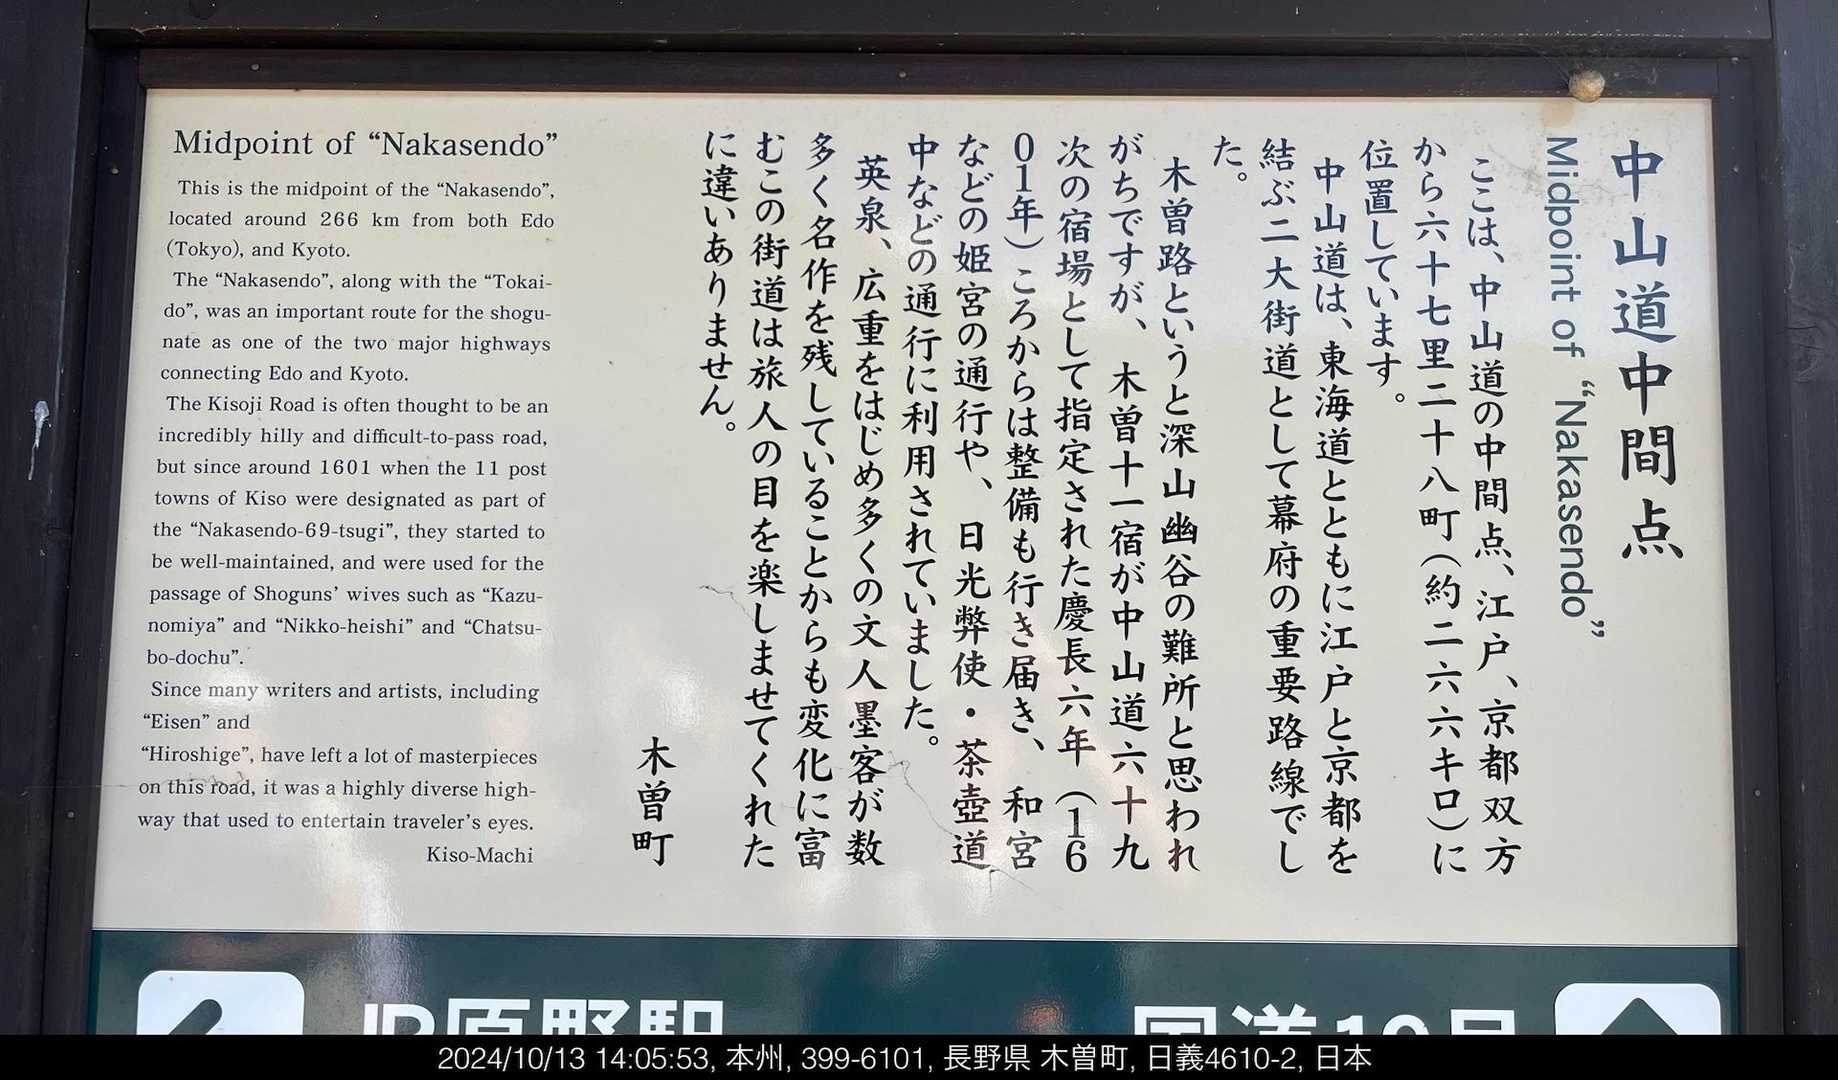 中山道中間点
Midpoint of “Nakasendo”
ここは、中山道の中間点、江戸、京都双方
から六十七里二十八町（約二六六キロ）に
位置しています。
中山道は、東海道とともに江戸と京都を
結ぶ二大街道として幕府の重要路線でし
た。
木曽路というと深山幽谷の難所と思われ
がちですが、木曽十一宿が中山道六十九
次の宿場として指定された慶長六年（１６
０１年）ころからは整備も行き届き、和宮
などの姫宮の通行や、日光弊使・茶壺道
中などの通行に利用されていました。
英泉、広重をはじめ多くの文人墨客が数
多く名作を残していることからも変化に富
むこの街道は旅人の目を楽しませてくれた
に違いありません。
木曽町
Midpoint of “Nakasendo”
This is the midpoint of the “Nakasendo”,
located around 266 km from both Edo
(Tokyo), and Kyoto.
The “Nakasendo”, along with the “Tokai-
do”, was an important route for the shogu-
nate as one of the two major highways
connecting Edo and Kyoto.
The Kisoji Road is often thought to be an
incredibly hilly and difficult-to-pass road,
but since around 1601 when the 11 post
towns of Kiso were designated as part of
the “Nakasendo-69-tsugi”, they started to
be well-maintained, and were used for the
passage of Shoguns’ wives such as “Kazu-
nomiya” and “Nikko-heishi” and “Chatsu-
bo-dochu”.
Since many writers and artists, including
“Eisen” and
“Hiroshige”, have left a lot of masterpieces
on this road, it was a highly diverse high-
way that used to entertain traveler’s eyes.
Kiso-Machi
JR原野駅
国道19号
2024/10/13 14:05:53, 本州, 399-6101, 長野県 木曽町, 日義4610-2, 日本